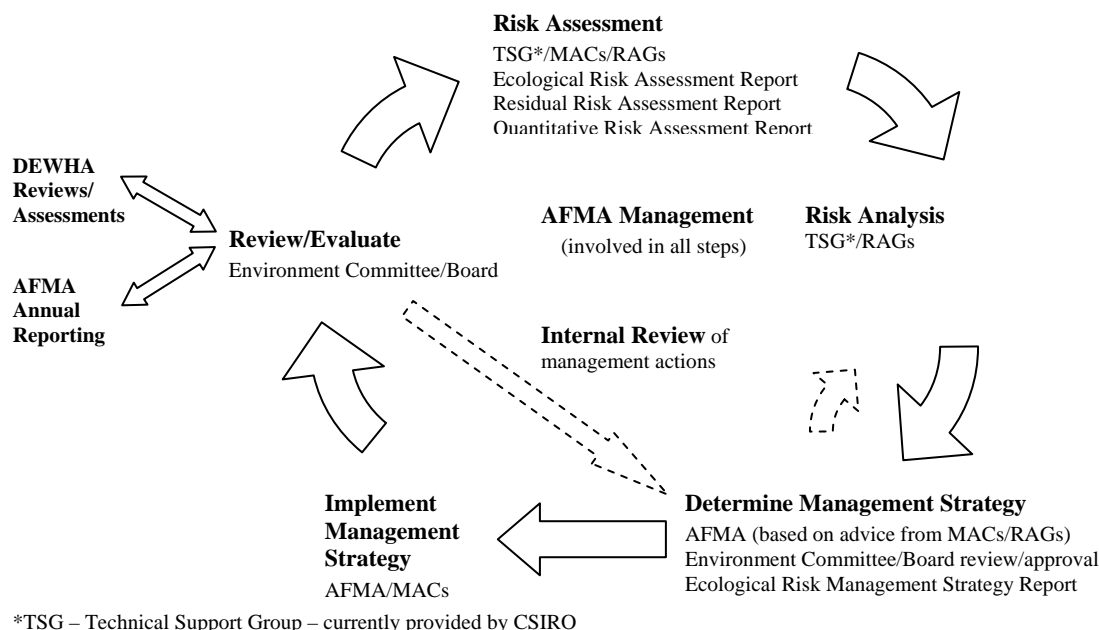 Risk Assessment
TSG*/MACs/RAGs
Ecological Risk Assessment Report
Residual Risk Assessment Report
Quantitative Risk Assessment Report
DEWHA
Reviews/
Assessments
AFMA Management
(involved in all steps)
Risk Analysis
TSG*/RAGs
Review/Evaluate
Environment Committee/Board
AFMA
Annual
Reporting
Internal Review of
management actions
Implement
Management
Strategy
AFMA/MACs
Determine Management Strategy
AFMA (based on advice from MACs/RAGs)
Environment Committee/Board review/approval
Ecological Risk Management Strategy Report
*TSG – Technical Support Group – currently provided by CSIRO